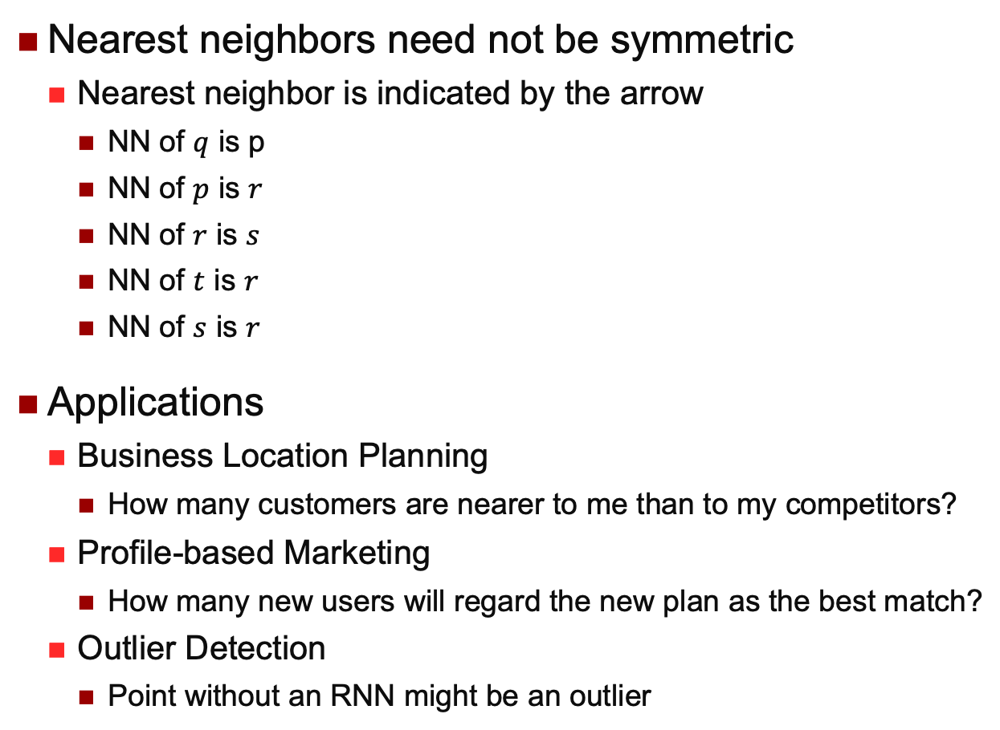 Nearest neighbors need not be symmetric
Nearest neighbor is indicated by the arrow
NN of q is p
NN of p is r
NN of r is s
NN of t is r
NN of s is r
Applications
Business Location Planning
How many customers are nearer to me than to my competitors?
Profile-based Marketing
How many new users will regard the new plan as the best match?
Outlier Detection
Point without an RNN might be an outlier